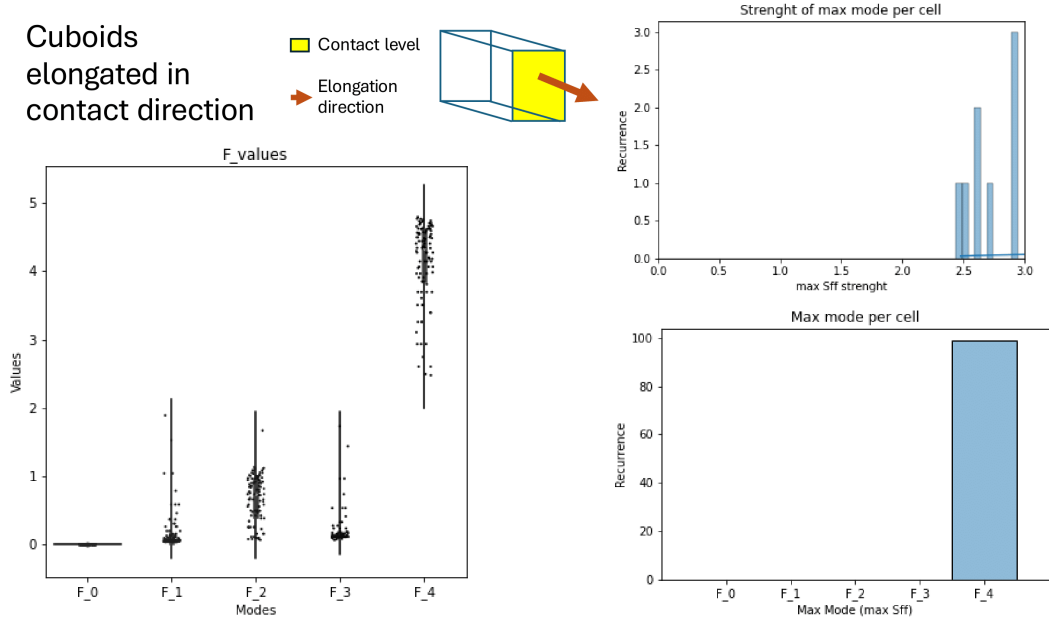 Cuboids
elongated in
contact direction
Contact level
Elongation
direction
F_values
Values
5
4
3
2
1
0
F_0 F_1 F_2 F_3 F_4
Modes
Strenght of max mode per cell
Recurrence
3.0
2.5
2.0
1.5
1.0
0.5
0.0
0.0 0.5 1.0 1.5 2.0 2.5 3.0
max Sff strenght
Max mode per cell
Recurrence
100
80
60
40
20
0
F_0 F_1 F_2 F_3 F_4
Max Mode (max Sff)